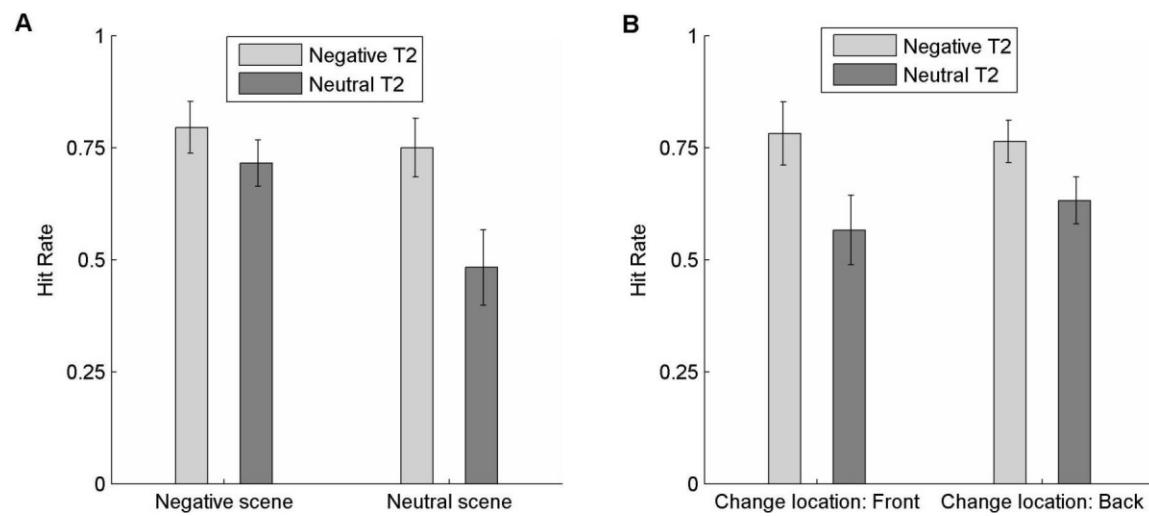 A
1
Negative T2
Neutral T2
0.75
Hit Rate
0.5
0.25
0
Negative scene
Neutral scene
B
1
Negative T2
Neutral T2
0.75
Hit Rate
0.5
0.25
0
Change location: Front
Change location: Back